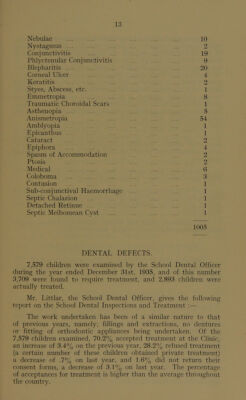 13
Nebulae 10
Nystagmus 2
Conjunctivitis 19
Phlyctenular Conjunctivitis 9
Blepharitis 20
Corneal Ulcer 4
Keratitis 2
Styes, Abscess, etc. 1
Emmetropia 8
Traumatic Choroidal Scars 1
Asthenopia 3
Anisometropia 54
Amblyopia 1
Epicanthus 1
Cataract 2
Epiphora 4
Spasm of Accommodation 2
Ptosis 2
Medical 6
Coloboma 3
Contusion 1
Sub-conjunctival Haemorrhage 1
Septic Chalazion 1
Detached Retinae 1
Septic Meibomean Cyst 1
1005
DENTAL DEFECTS.
7,579 children were examined by the School Dental Officer
during the year ended December 31st, 1935, and of this number
3,709 were found to require treatment, and 2,893 children were
actually treated.
Mr. Littlar, the School Dental Officer, gives the following
report on the School Dental Inspections and Treatment :—
The work undertaken has been of a similar nature to that
of previous years, namely, fillings and extractions, no dentures
or fitting of orthodontic appliances being undertaken. Of the
7,579 children examined, 70.2% accepted treatment at the Clinic,
an increase of 3.4% on the previous year, 28.2% refused treatment
(a certain number of these children obtained private treatment)
a decrease of .7% on last year, and 1.6% did not return their
consent forms, a decrease of 3.1% on last year. The percentage
of acceptances for treatment is higher than the average throughout
the country.